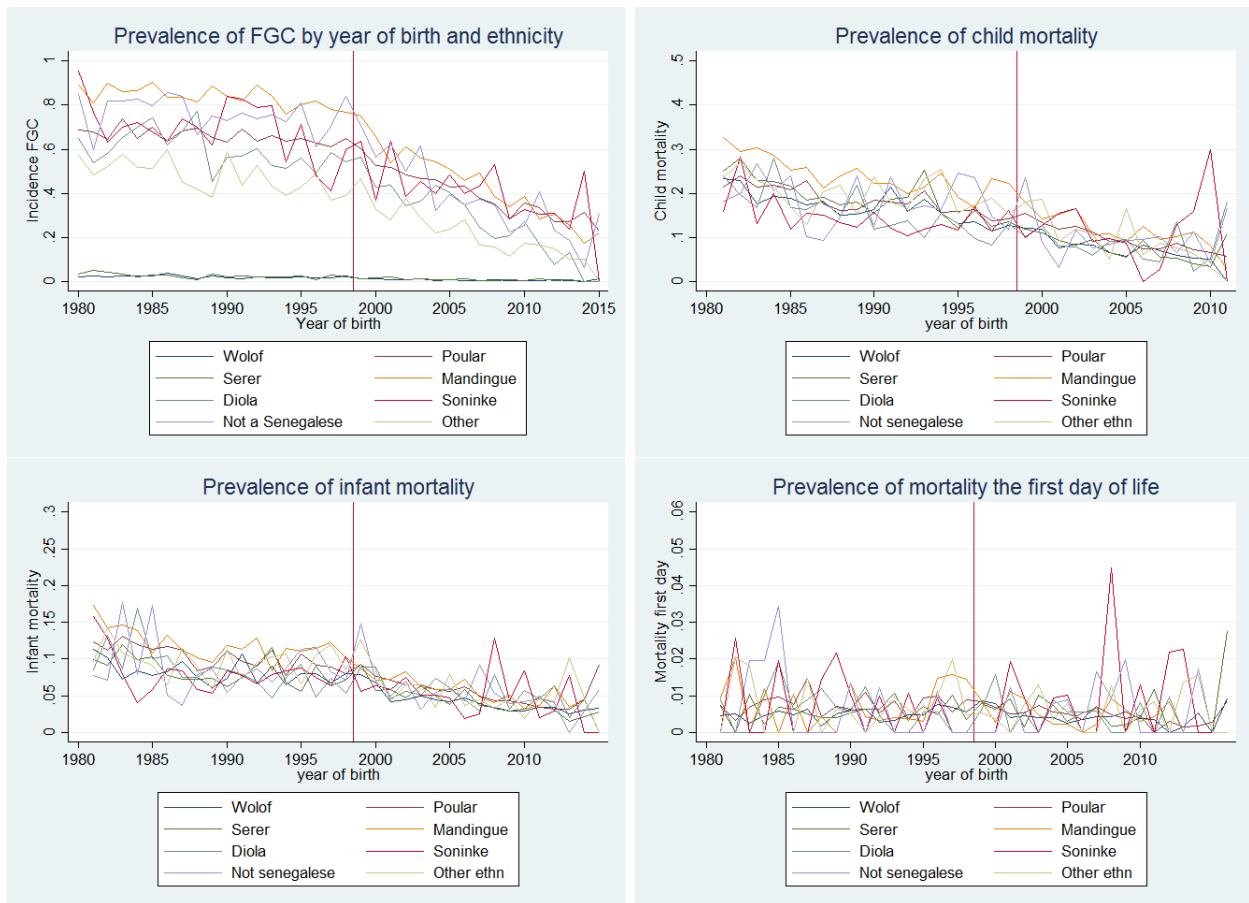 Prevalence of FGC by year of birth and ethnicity
Incidence FGC
0 .2 .4 .6 .8 1
1980 1985 1990 1995 2000 2005 2010 2015
Year of birth
Wolof Poular
Serer Mandingue
Diola Soninke
Not a Senegalese Other
Prevalence of child mortality
Child mortality
0 .1 .2 .3 .4 .5
1980 1985 1990 1995 2000 2005 2010
year of birth
Wolof Poular
Serer Mandingue
Diola Soninke
Not senegalese Other ethn
Prevalence of infant mortality
Infant mortality
0 .05 .1 .15 .2 .25 .3
1980 1985 1990 1995 2000 2005 2010
year of birth
Wolof Poular
Serer Mandingue
Diola Soninke
Not senegalese Other ethn
Prevalence of mortality the first day of life
Mortality first day
0 .01 .02 .03 .04 .05 .06
1980 1985 1990 1995 2000 2005 2010
year of birth
Wolof Poular
Serer Mandingue
Diola Soninke
Not senegalese Other ethn